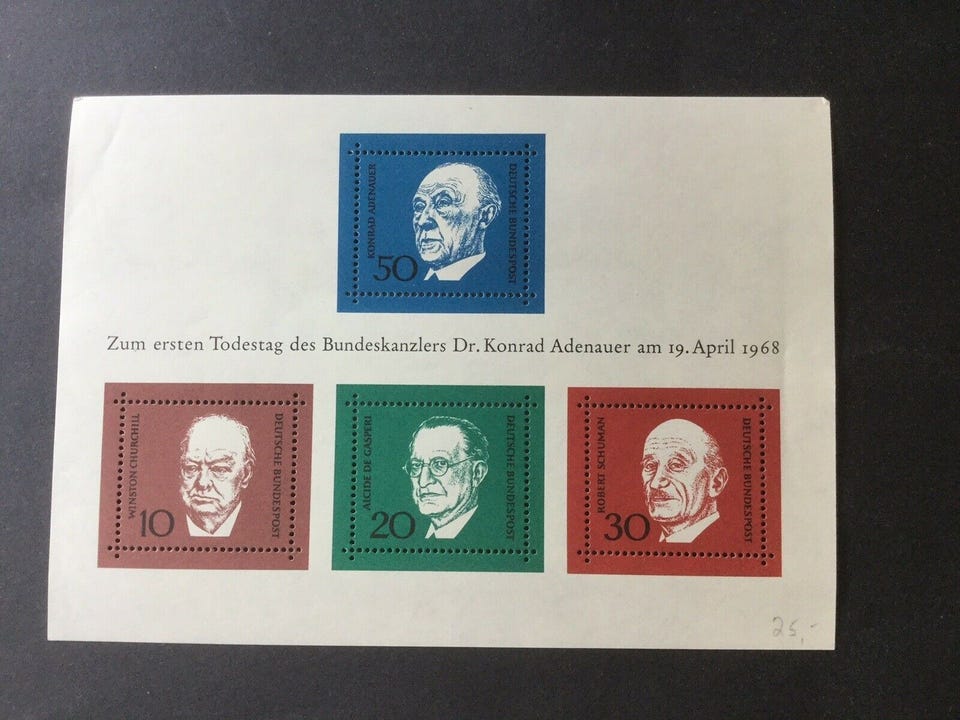 KONRAD ADENAUER
50
DEUTSCHE BUNDESPOST
Zum ersten Todestag des Bundeskanzlers Dr. Konrad Adenauer am 19. April 1968
WINSTON CHURCHILL
10
DEUTSCHE BUNDESPOST
ALCIDE DE GASPERI
20
DEUTSCHE BUNDESPOST
ROBERT SCHUMAN
30
DEUTSCHE BUNDESPOST
25,-